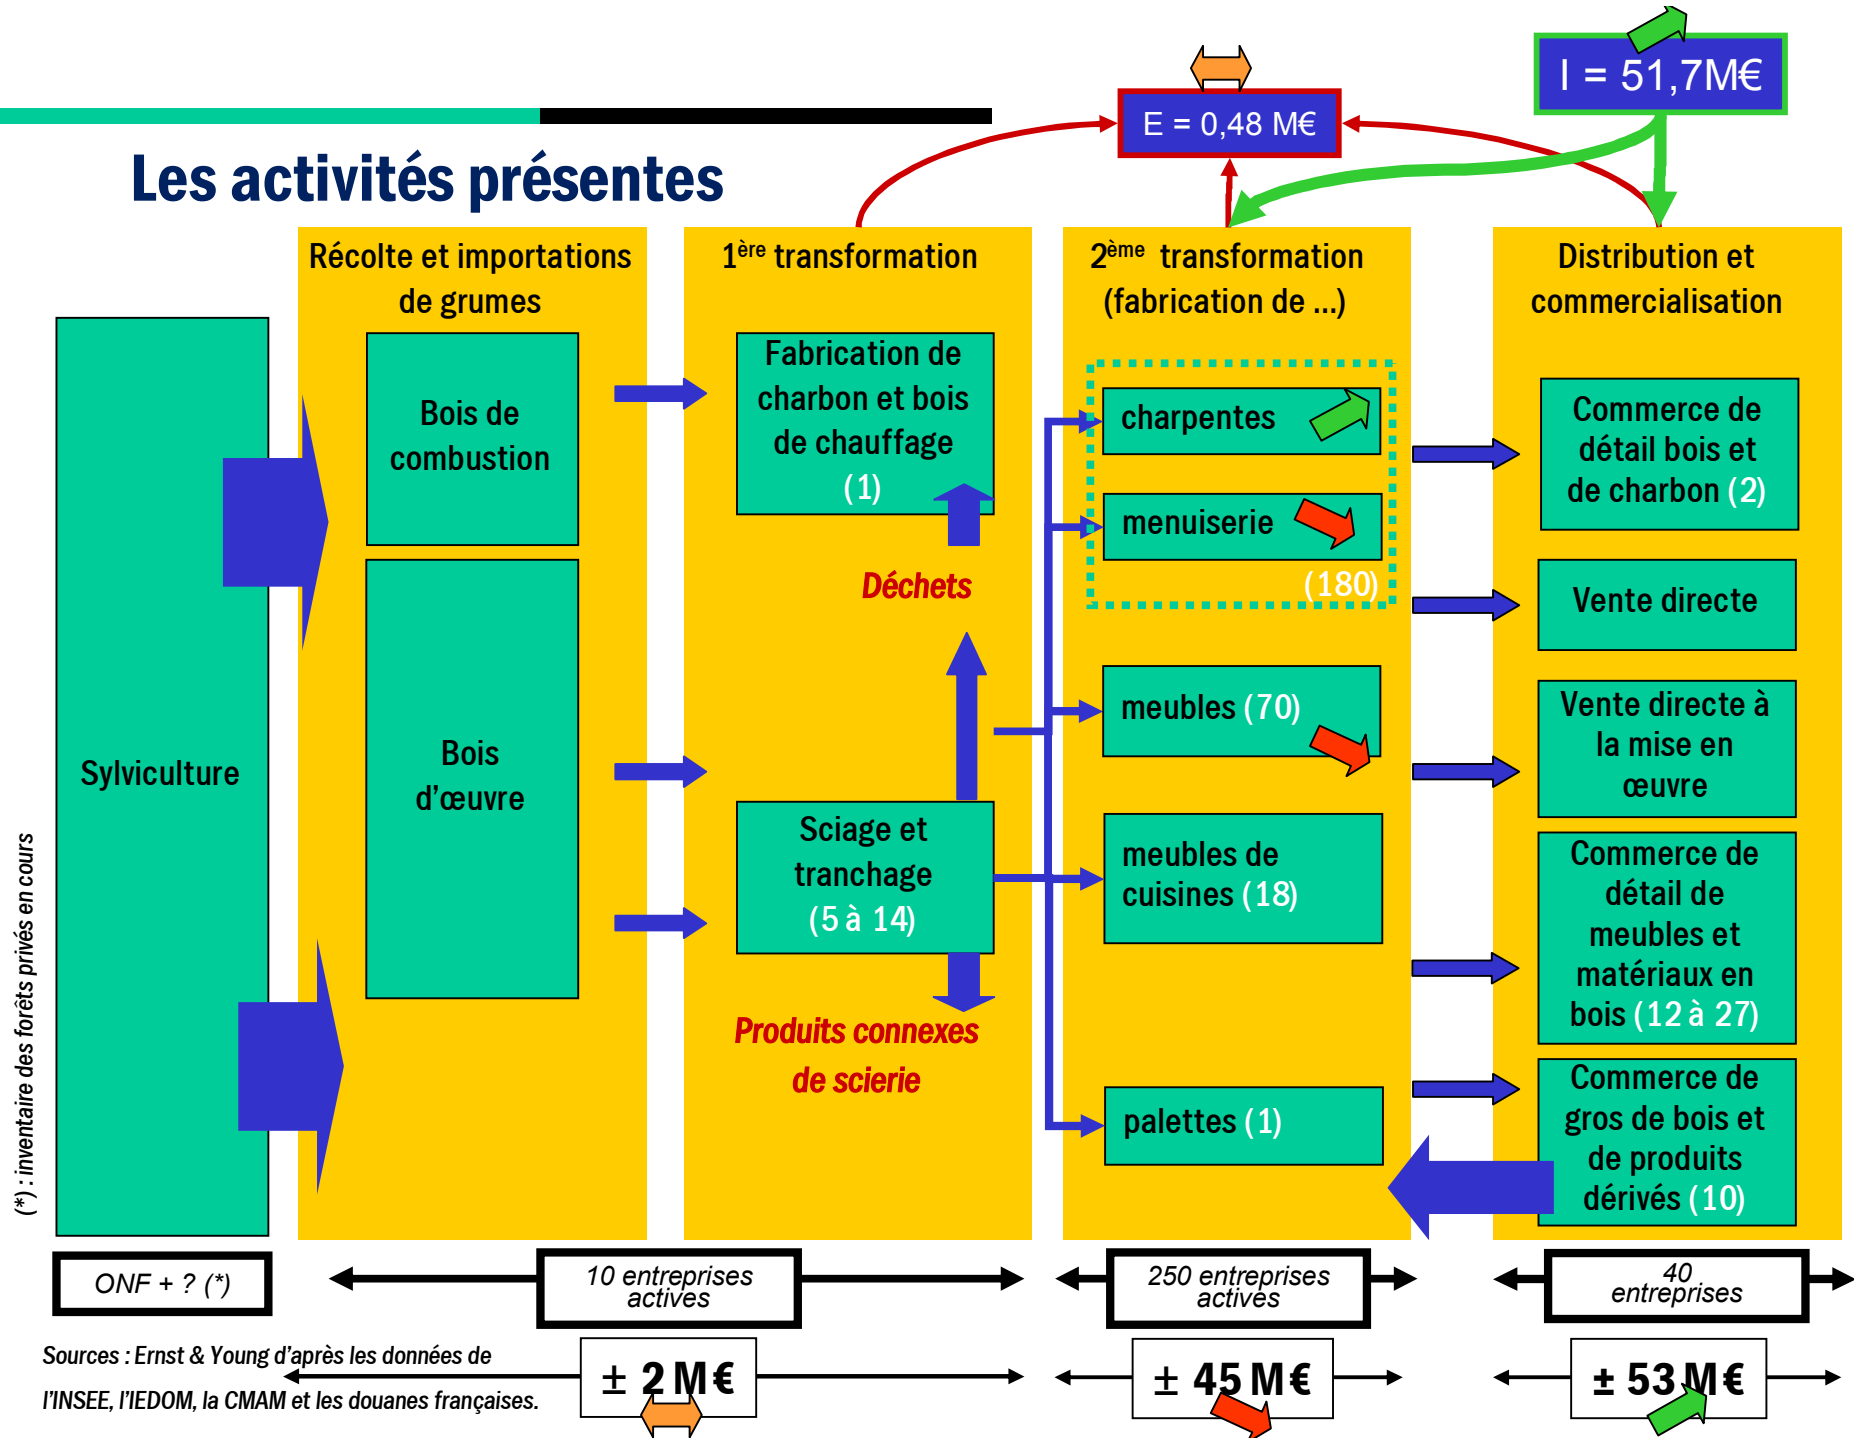 I = 51,7M€
E = 0,48 M€
Les activités présentes
Récolte et importations
de grumes
1ère transformation
2ème transformation
(fabrication de ...)
Distribution et
commercialisation
Sylviculture
Bois de
combustion
Bois
d’œuvre
Fabrication de
charbon et bois
de chauffage
(1)
Déchets
Sciage et
tranchage
(5 à 14)
Produits connexes
de scierie
charpentes
menuiserie
(180)
meubles (70)
meubles de
cuisines (18)
palettes (1)
Commerce de
détail bois et
de charbon (2)
Vente directe
Vente directe à
la mise en
œuvre
Commerce de
détail de
meubles et
matériaux en
bois (12 à 27)
Commerce de
gros de bois et
de produits
dérivés (10)
(*) : inventaire des forêts privés en cours
ONF + ? (*)
10 entreprises
actives
250 entreprises
actives
40
entreprises
Sources : Ernst & Young d’après les données de
l’INSEE, l’IEDOM, la CMAM et les douanes françaises.
± 2 M€
± 45 M€
± 53 M€